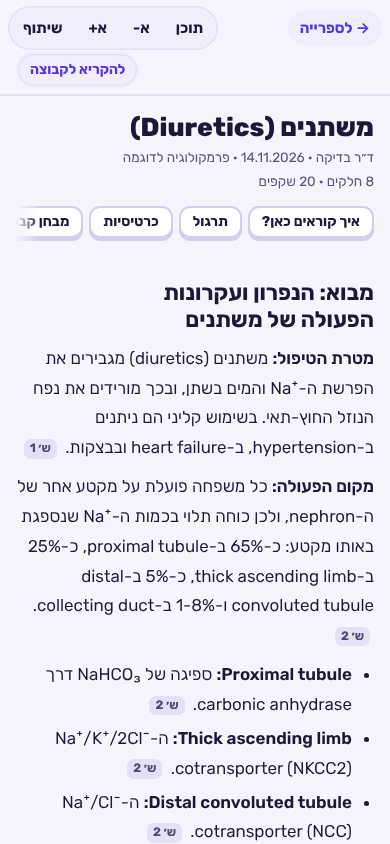 → לספרייה
תוכן א- א+ שיתוף
להקריא לקבוצה
משתנים (Diuretics)
ד״ר בדיקה • 14.11.2026 • פרמקולוגיה לדוגמה
8 חלקים • 20 שקפים
איך קוראים כאן? תרגול כרטיסיות מבחן קב
מבוא: הנפרון ועקרונות
הפעולה של משתנים
מטרת הטיפול: משתנים (diuretics) מגבירים את
הפרשת ה-Na⁺ והמים בשתן, ובכך מורידים את נפח
הנוזל החוץ-תאי. בשימוש קליני הם ניתנים
ב-hypertension, ב-heart failure ובבצקות. ש׳ 1
מקום הפעולה: כל משפחה פועלת על מקטע אחר של
ה-nephron, ולכן כוחה תלוי בכמות ה-Na⁺ שנספגת
באותו מקטע: כ-65% ב-proximal tubule, כ-25%
ב-thick ascending limb, כ-5% ב-distal
convoluted tubule ו-1-8% ב-collecting duct.
ש׳ 2
• Proximal tubule: ספיגה של NaHCO₃ דרך
carbonic anhydrase. ש׳ 2
• Thick ascending limb: ה-Na⁺/K⁺/2Cl⁻
cotransporter (NKCC2). ש׳ 2
• Distal convoluted tubule: ה-Na⁺/Cl⁻
cotransporter (NCC). ש׳ 2